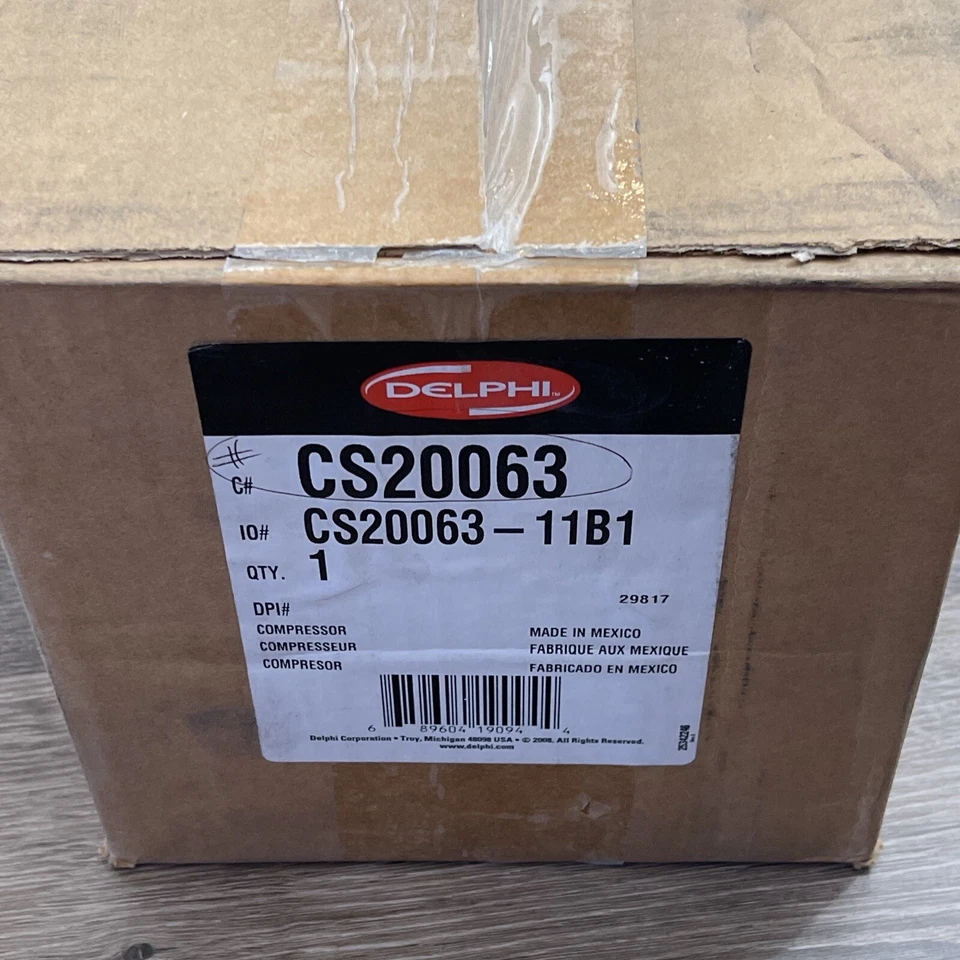 DELPHI™
#
C# CS20063
IO# CS20063-11B1
QTY. 1
29817
DPI#
COMPRESSOR
COMPRESSEUR
COMPRESOR
MADE IN MEXICO
FABRIQUE AUX MEXIQUE
FABRICADO EN MEXICO
6 89604 19094 4
Delphi Corporation • Troy, Michigan 48098 USA • © 2008. All Rights Reserved.
www.delphi.com